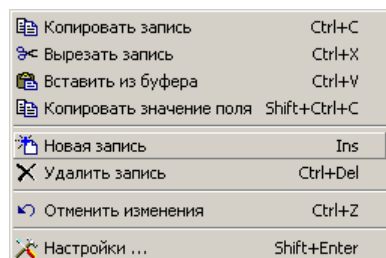 Копировать запись Ctrl+C
Вырезать запись Ctrl+X
Вставить из буфера Ctrl+V
Копировать значение поля Shift+Ctrl+C
Новая запись Ins
Удалить запись Ctrl+Del
Отменить изменения Ctrl+Z
Настройки ... Shift+Enter